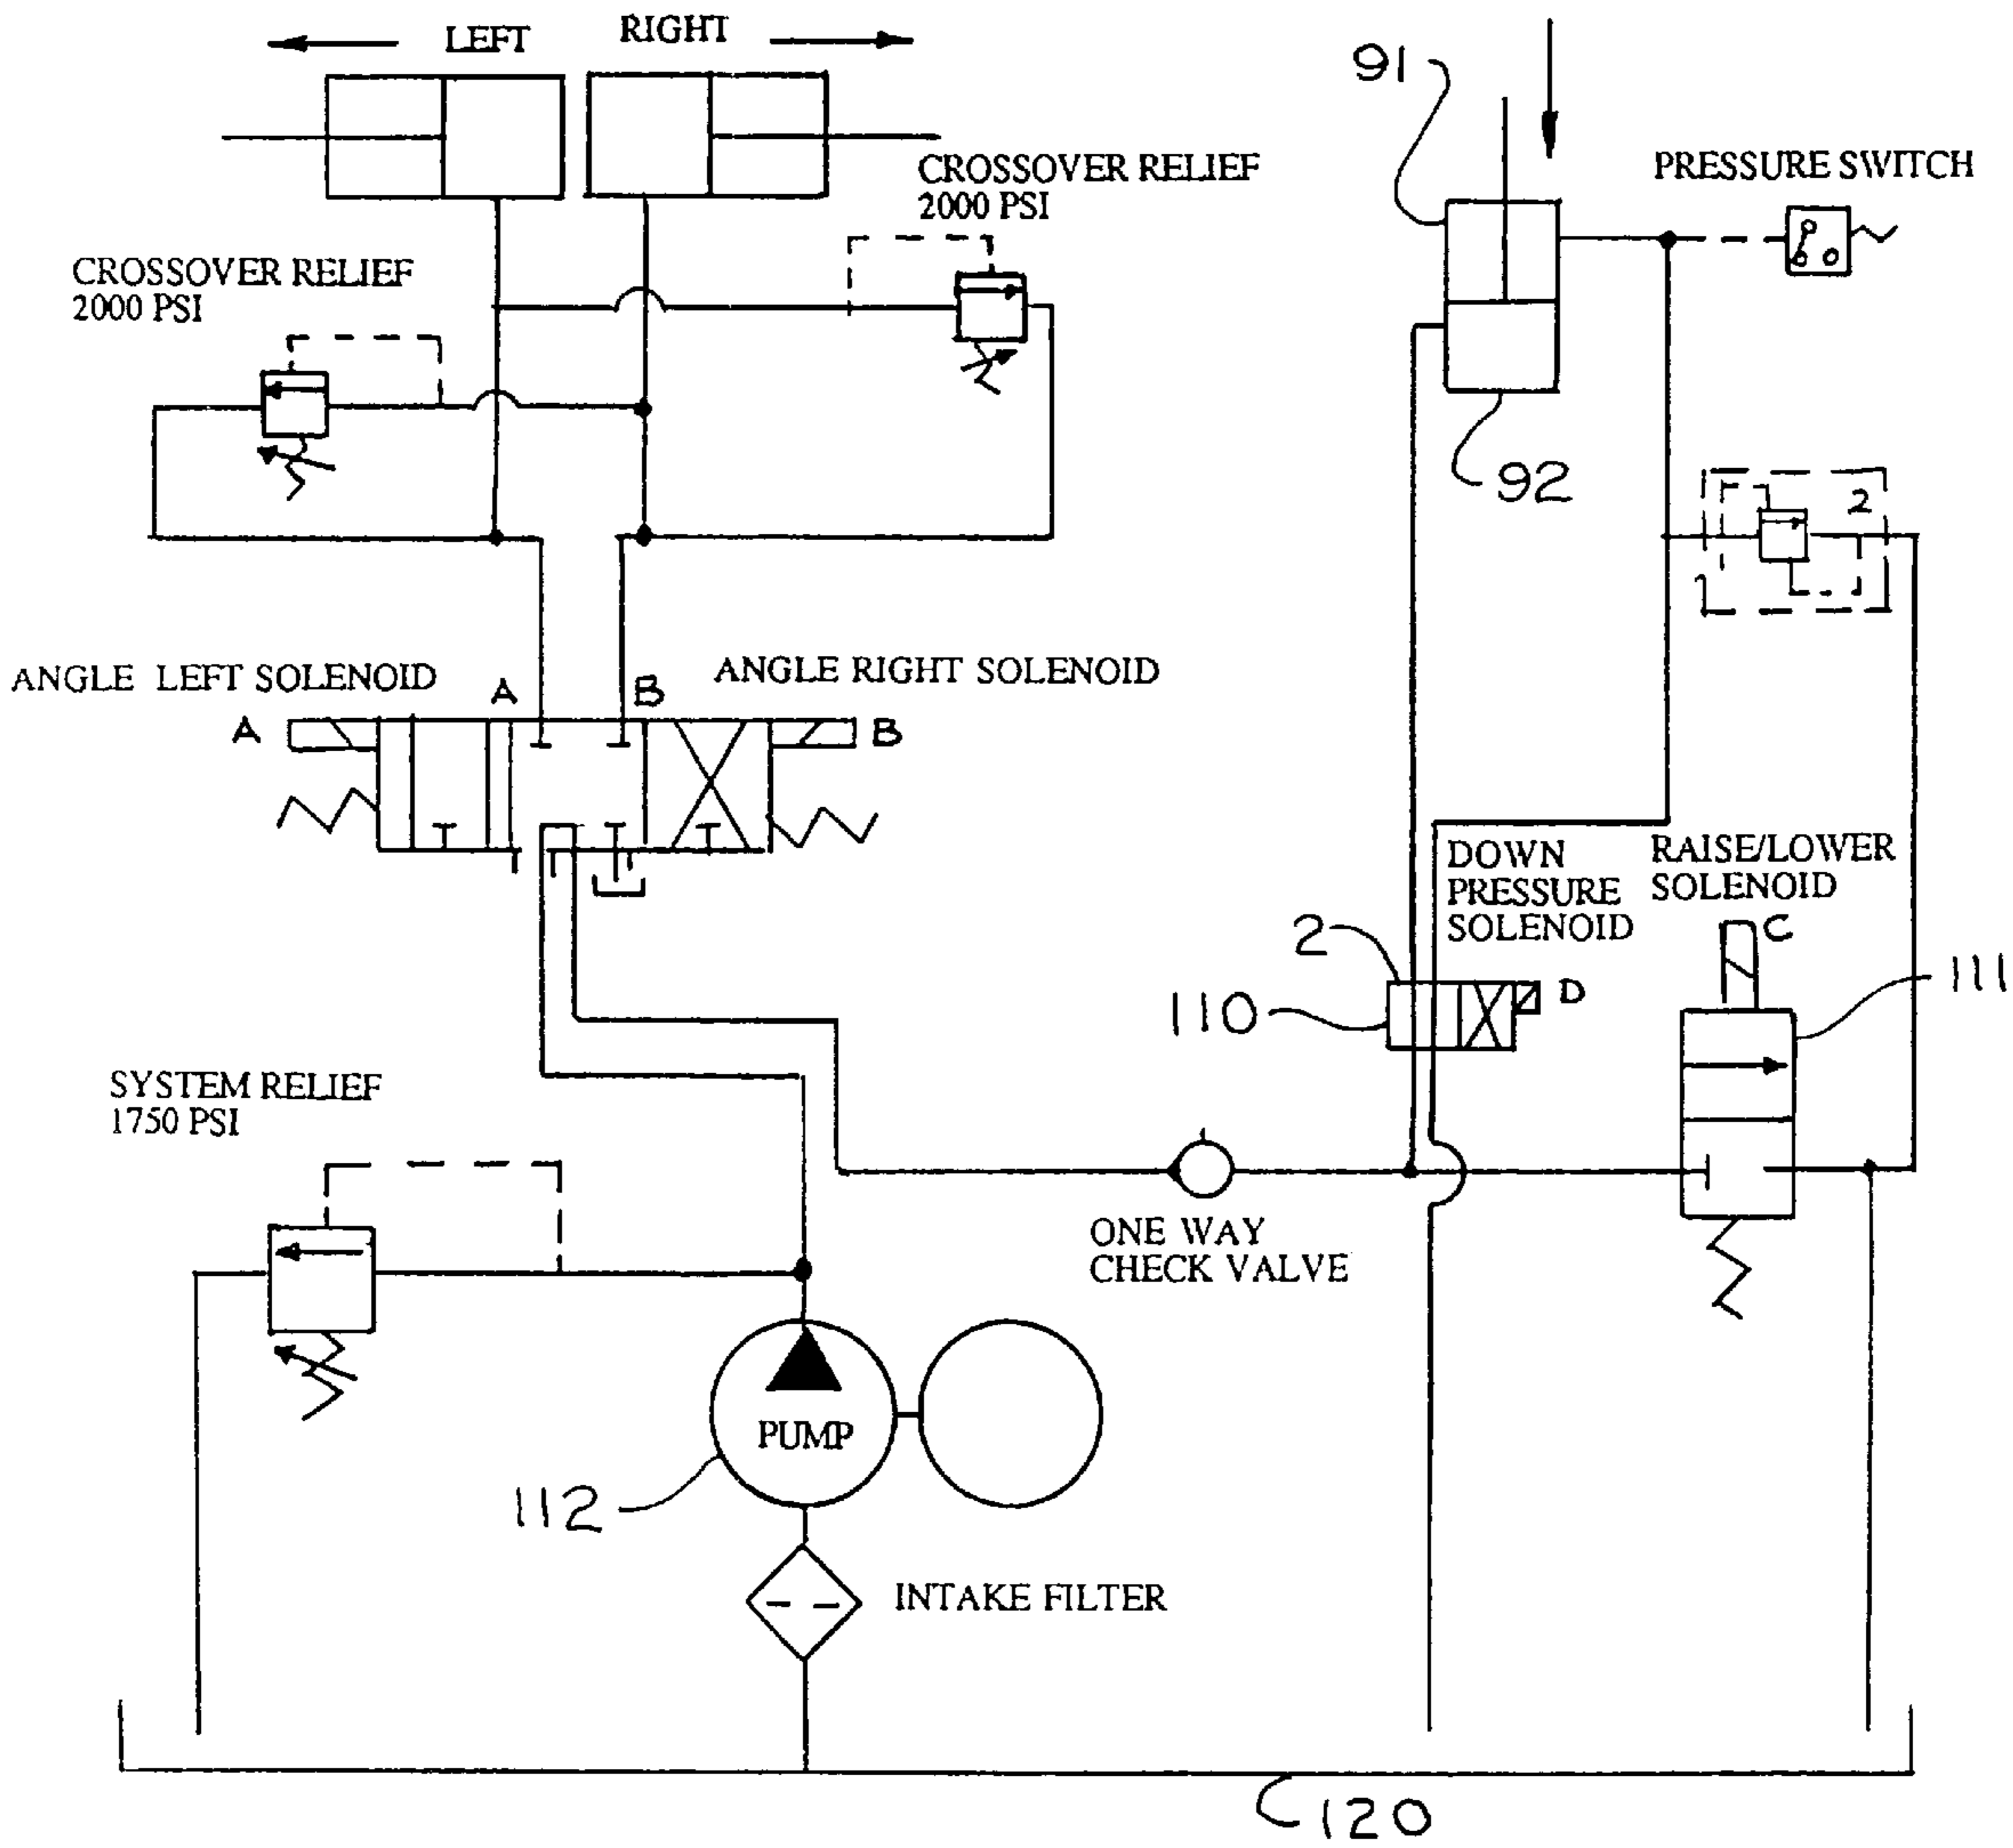 LEFT
RIGHT
91
CROSSOVER RELIEF
2000 PSI
PRESSURE SWITCH
CROSSOVER RELIEF
2000 PSI
92
2
1
ANGLE LEFT SOLENOID
A
B
ANGLE RIGHT SOLENOID
A
B
DOWN
PRESSURE
SOLENOID
RAISE/LOWER
SOLENOID
C
2
D
110
111
SYSTEM RELIEF
1750 PSI
ONE WAY
CHECK VALVE
PUMP
112
INTAKE FILTER
120